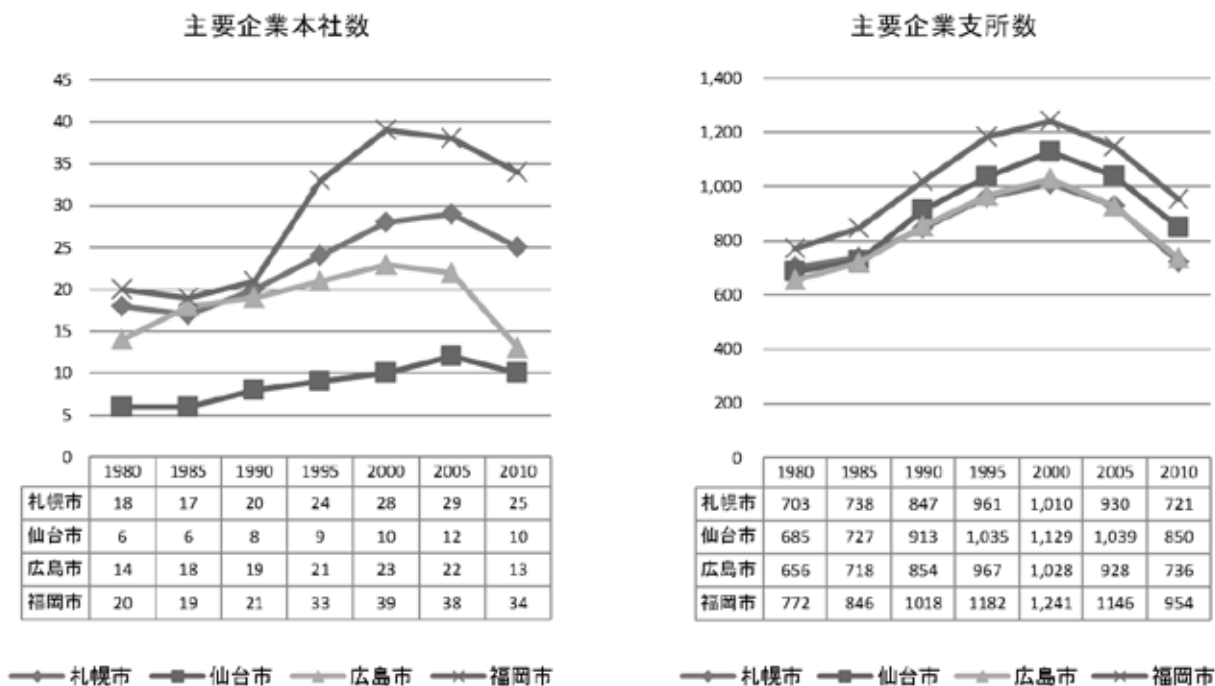 主要企業本社数
45
40
35
30
25
20
15
10
5
0
1980 1985 1990 1995 2000 2005 2010
札幌市 18 17 20 24 28 29 25
仙台市 6 6 8 9 10 12 10
広島市 14 18 19 21 23 22 13
福岡市 20 19 21 33 39 38 34
札幌市 仙台市 広島市 福岡市
主要企業支所数
1,400
1,200
1,000
800
600
400
200
0
1980 1985 1990 1995 2000 2005 2010
札幌市 703 738 847 961 1,010 930 721
仙台市 685 727 913 1,035 1,129 1,039 850
広島市 656 718 854 967 1,028 928 736
福岡市 772 846 1018 1182 1,241 1146 954
札幌市 仙台市 広島市 福岡市